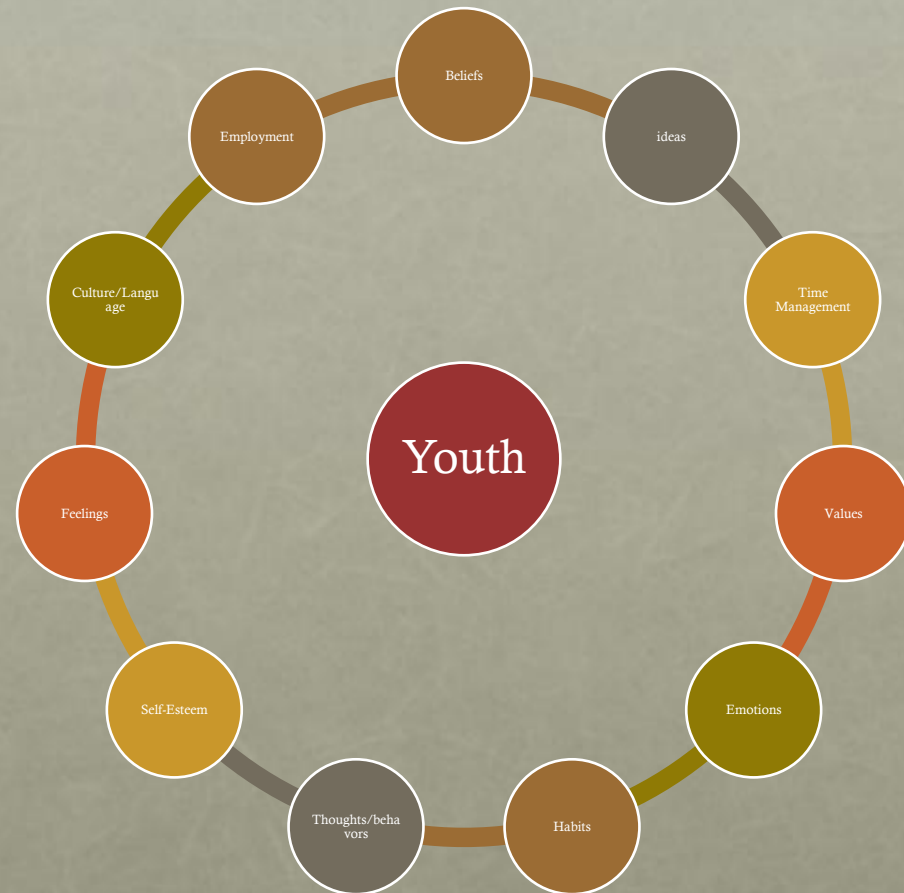 Beliefs
ideas
Time
Management
Values
Emotions
Habits
Thoughts/beha
vors
Self-Esteem
Feelings
Culture/Langu
age
Employment
Youth